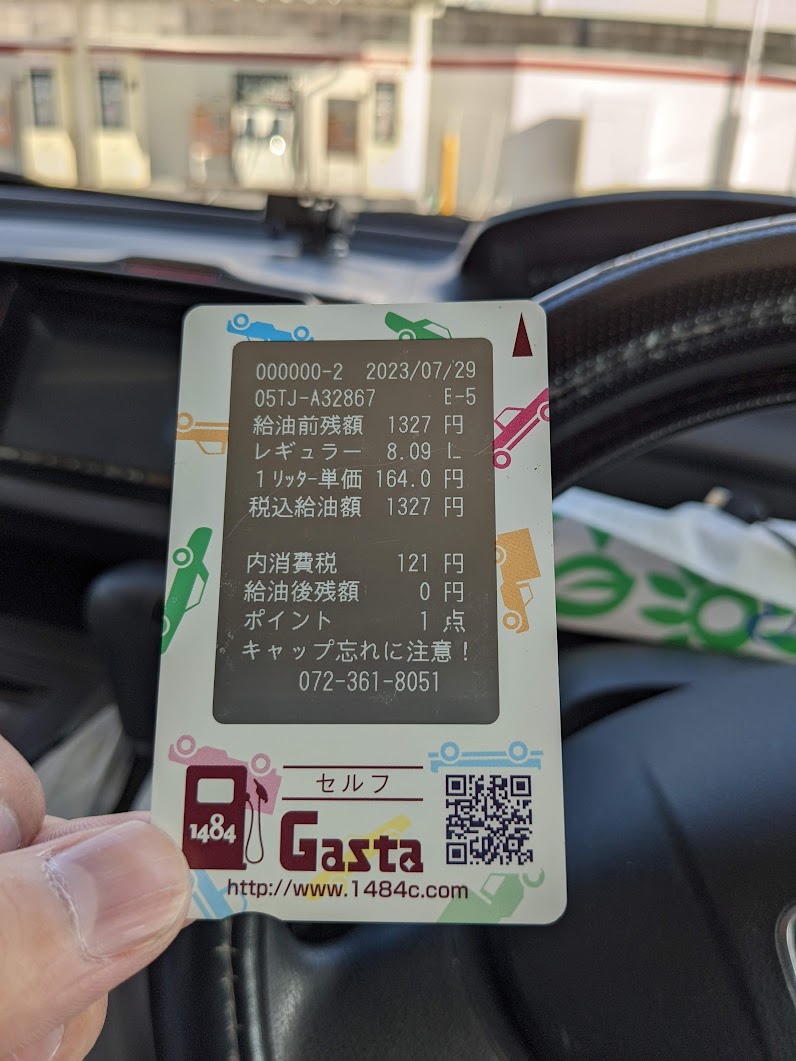 000000-2 2023/07/29
05TJ-A32867 E-5
給油前残額 1327 円
レギュラー 8.09 L
1リッター単価 164.0 円
税込給油額 1327 円
内消費税 121 円
給油後残額 0 円
ポイント 1 点
キャップ忘れに注意!
072-361-8051
セルフ
1484
Gasta
http://www.1484c.com